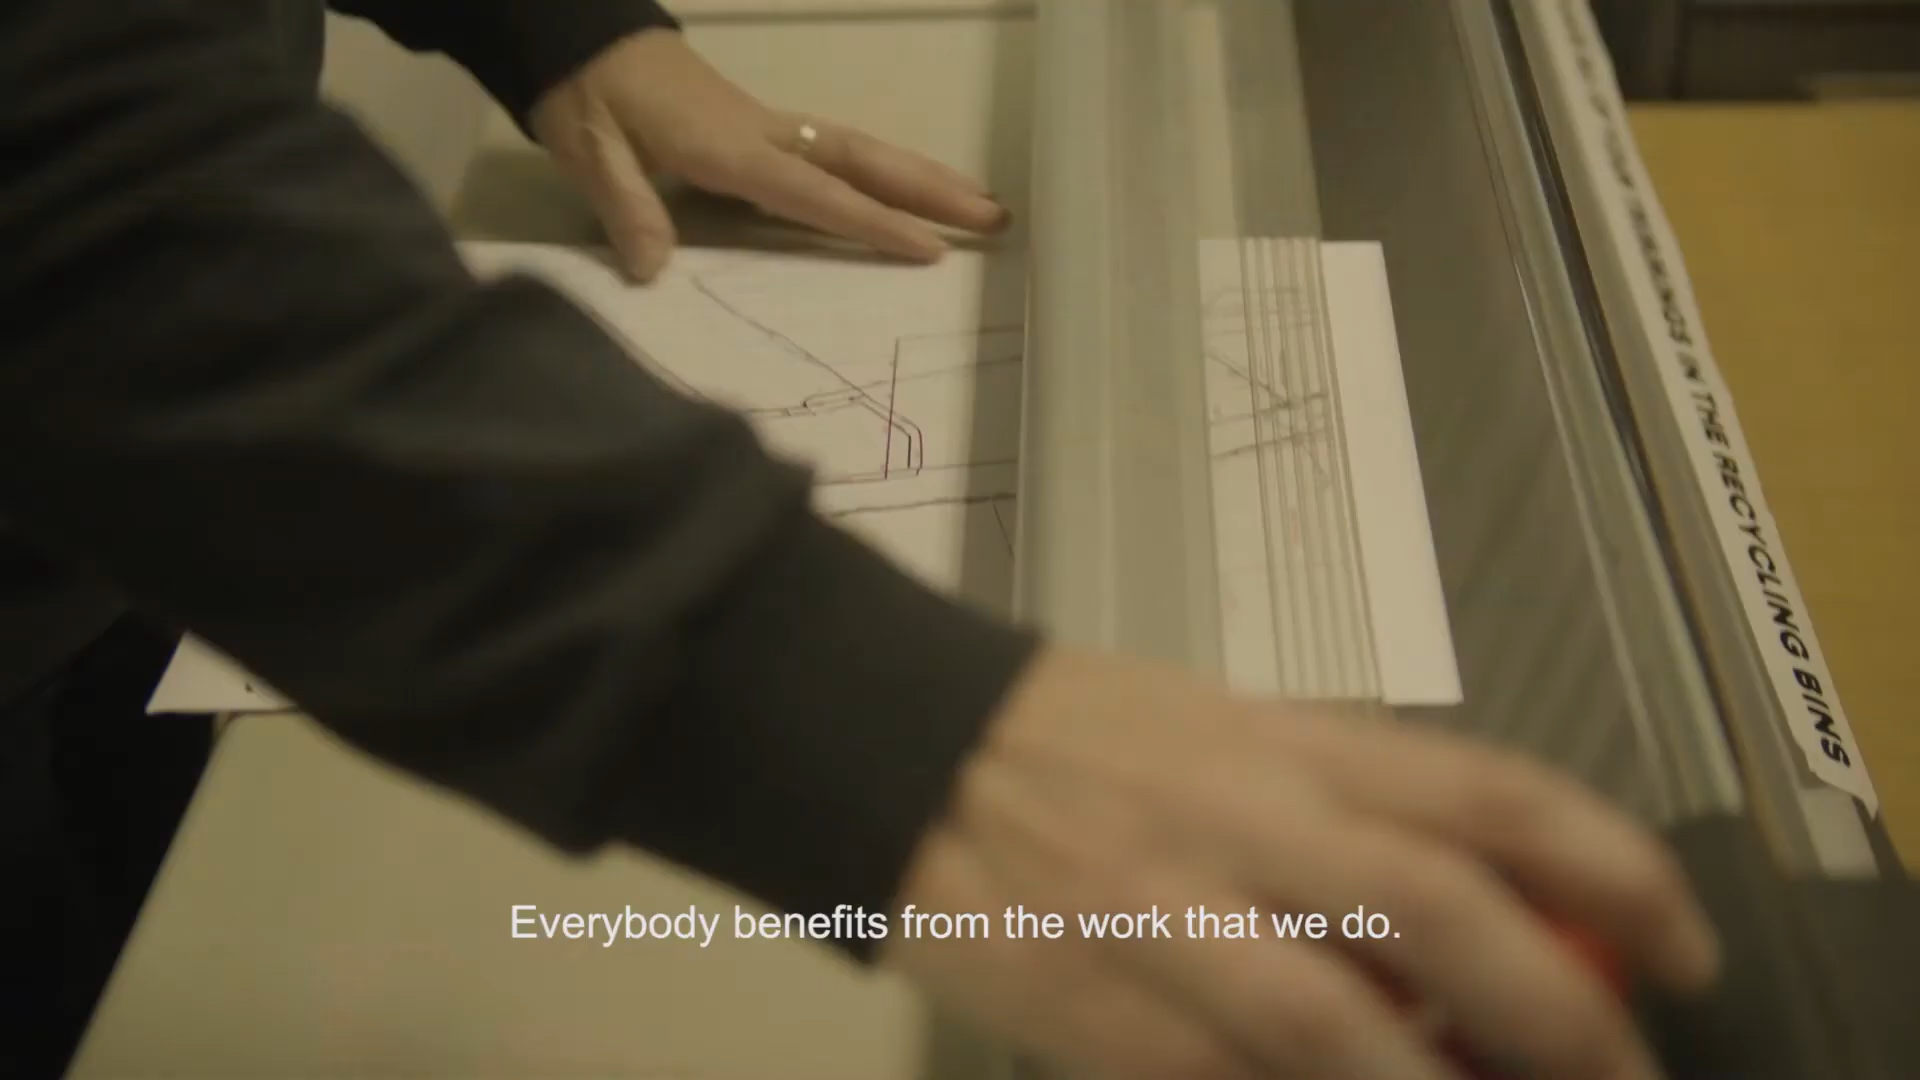 IN THE RECYCLING BINS
Everybody benefits from the work that we do.